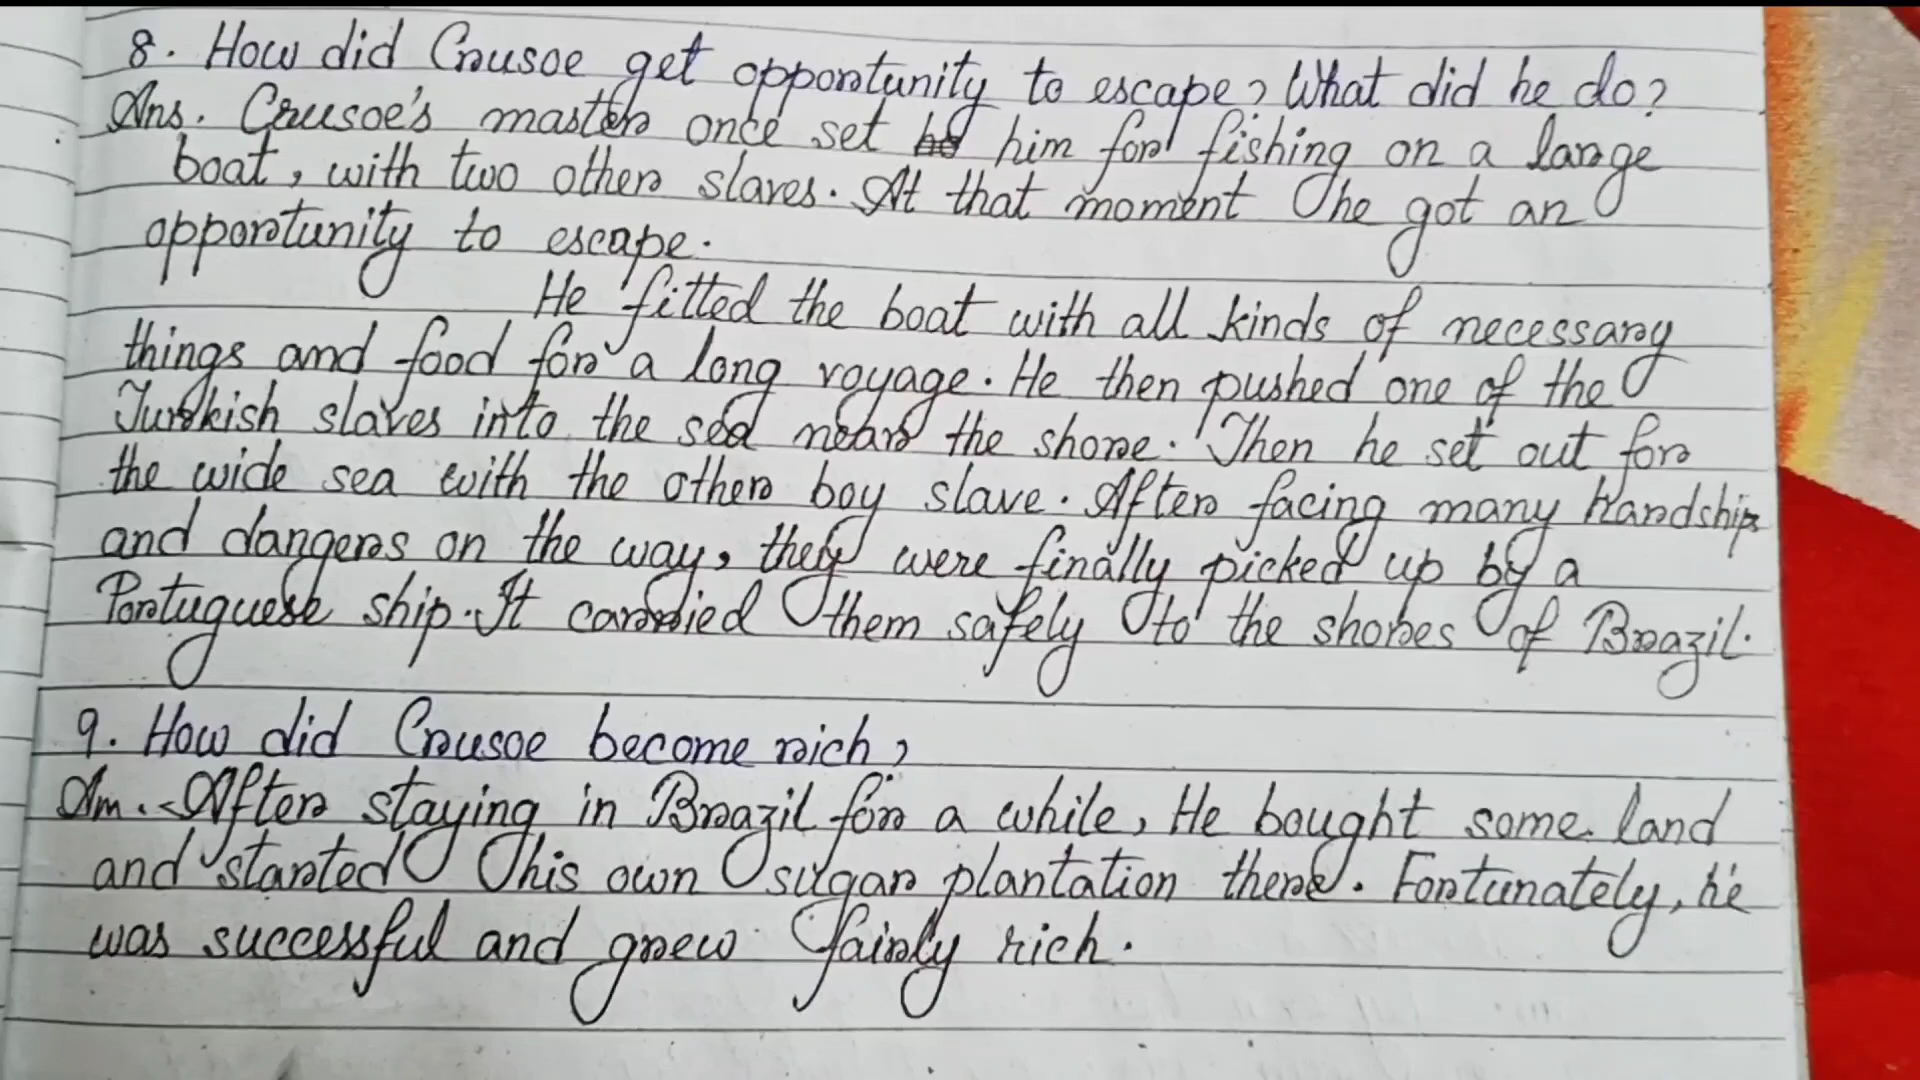 8. How did Crusoe get opportunity to escape? What did he do?
Ans. Crusoe's master once set him for fishing on a large
boat, with two other slaves. At that moment he got an
opportunity to escape.
He fitted the boat with all kinds of necessary
things and food for a long voyage. He then pushed one of the
Turkish slaves into the sea near the shore. Then he set out for
the wide sea with the other boy slave. After facing many hardships
and dangers on the way, they were finally picked up by a
Portuguese ship. It carried them safely to the shores of Brazil.
9. How did Crusoe become rich?
Ans. After staying in Brazil for a while, He bought some land
and started his own sugar plantation there. Fortunately, he
was successful and grew fairly rich.